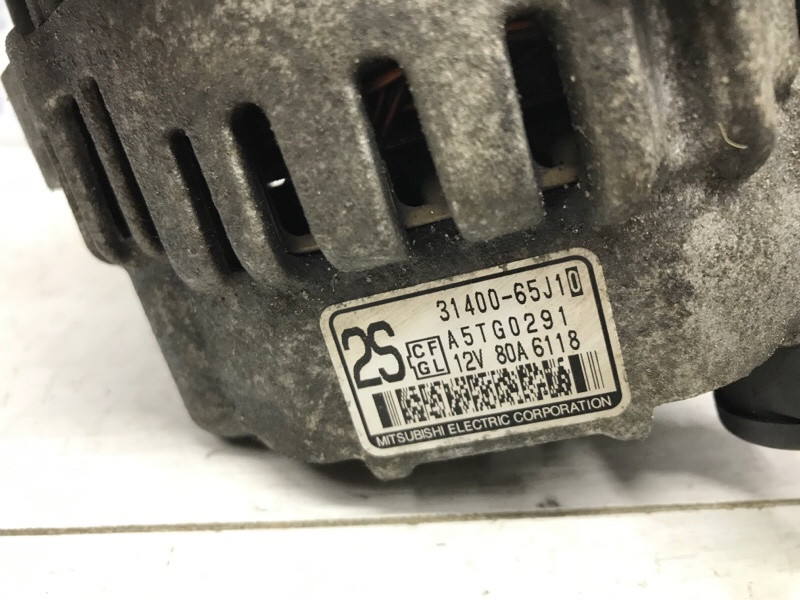 31400-65J10
2S
CF
GL
A5TG0291
12V 80A 6118
MITSUBISHI ELECTRIC CORPORATION